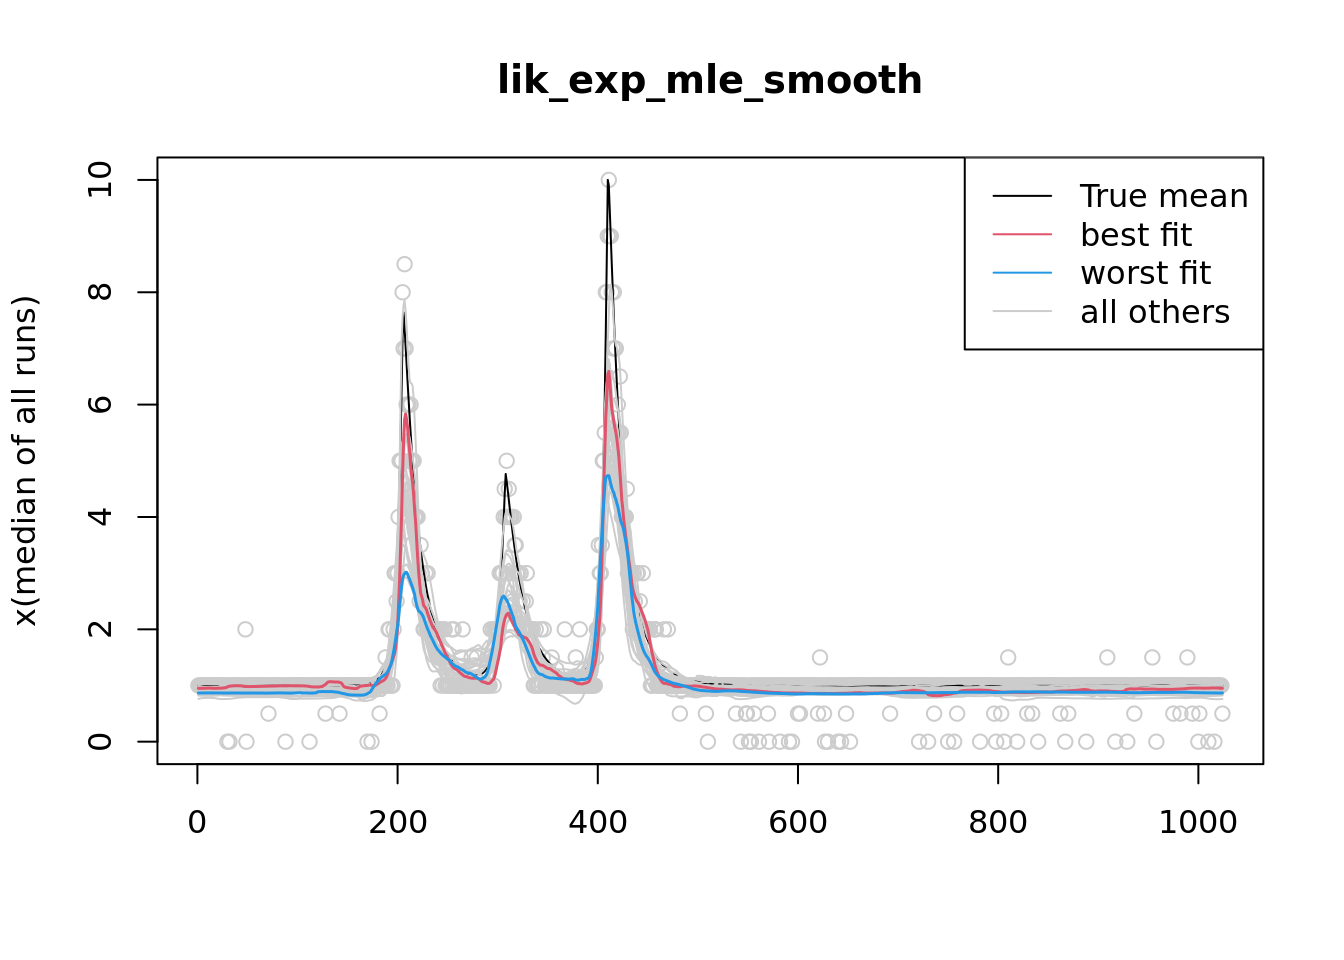 lik_exp_mle_smooth
x(median of all runs)
10
8
6
4
2
0
True mean
best fit
worst fit
all others
0 200 400 600 800 1000